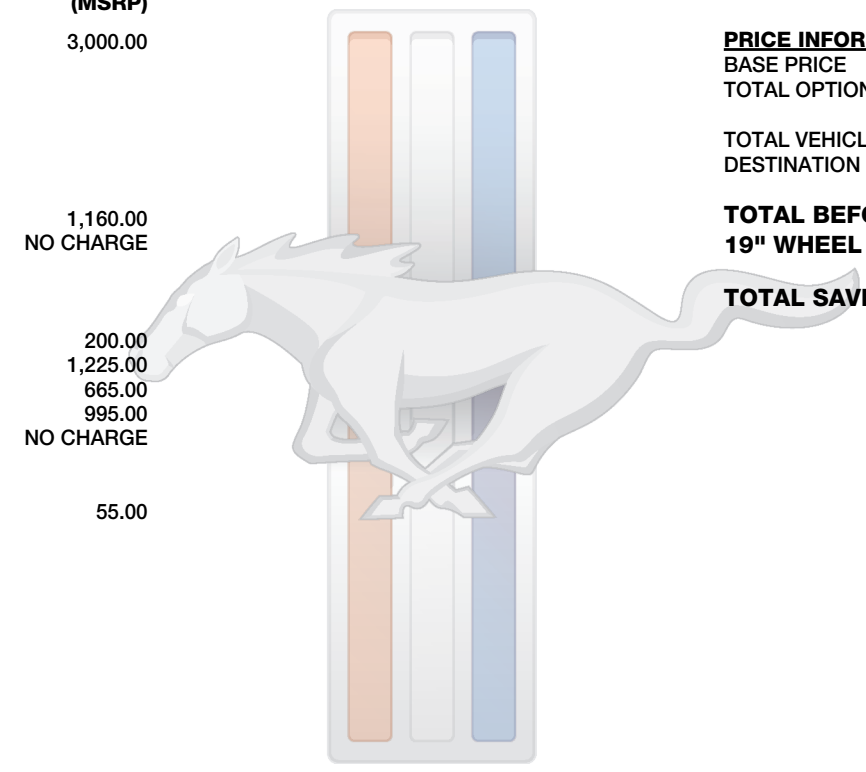 (MSRP)
3,000.00
1,160.00
NO CHARGE
200.00
1,225.00
665.00
995.00
NO CHARGE
55.00
PRICE INFOR
BASE PRICE
TOTAL OPTION
TOTAL VEHICL
DESTINATION
TOTAL BEFO
19" WHEEL
TOTAL SAVI